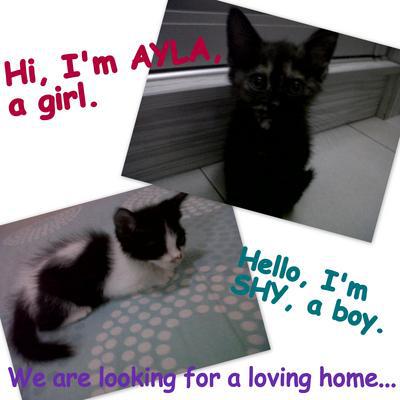 Hi, I'm AYLA,
a girl.
Hello, I'm
SHY, a boy.
We are looking for a loving home...